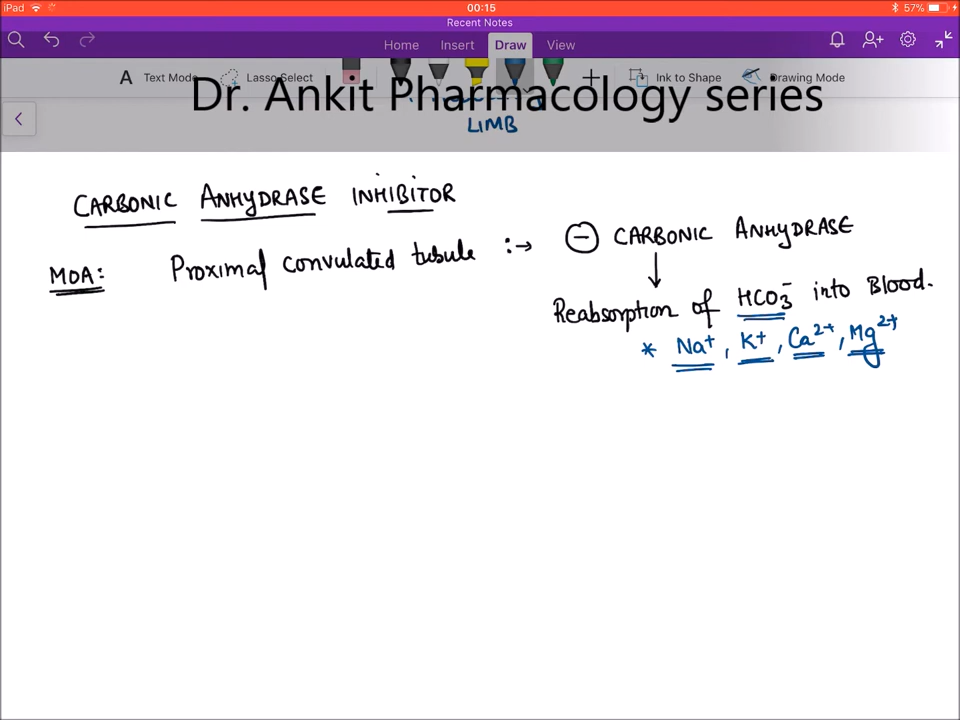 iPad 00:15 57%
Recent Notes
Home Insert Draw View
A Text Mode Lasso Select Ink to Shape Drawing Mode
Dr. Ankit Pharmacology series
LIMB
CARBONIC ANHYDRASE INHIBITOR
MOA: Proximal convulated tubule :→ ⊖ CARBONIC ANHYDRASE
↓
Reabsorption of HCO3⁻ into Blood.
* Na⁺, K⁺, Ca²⁺, Mg²⁺